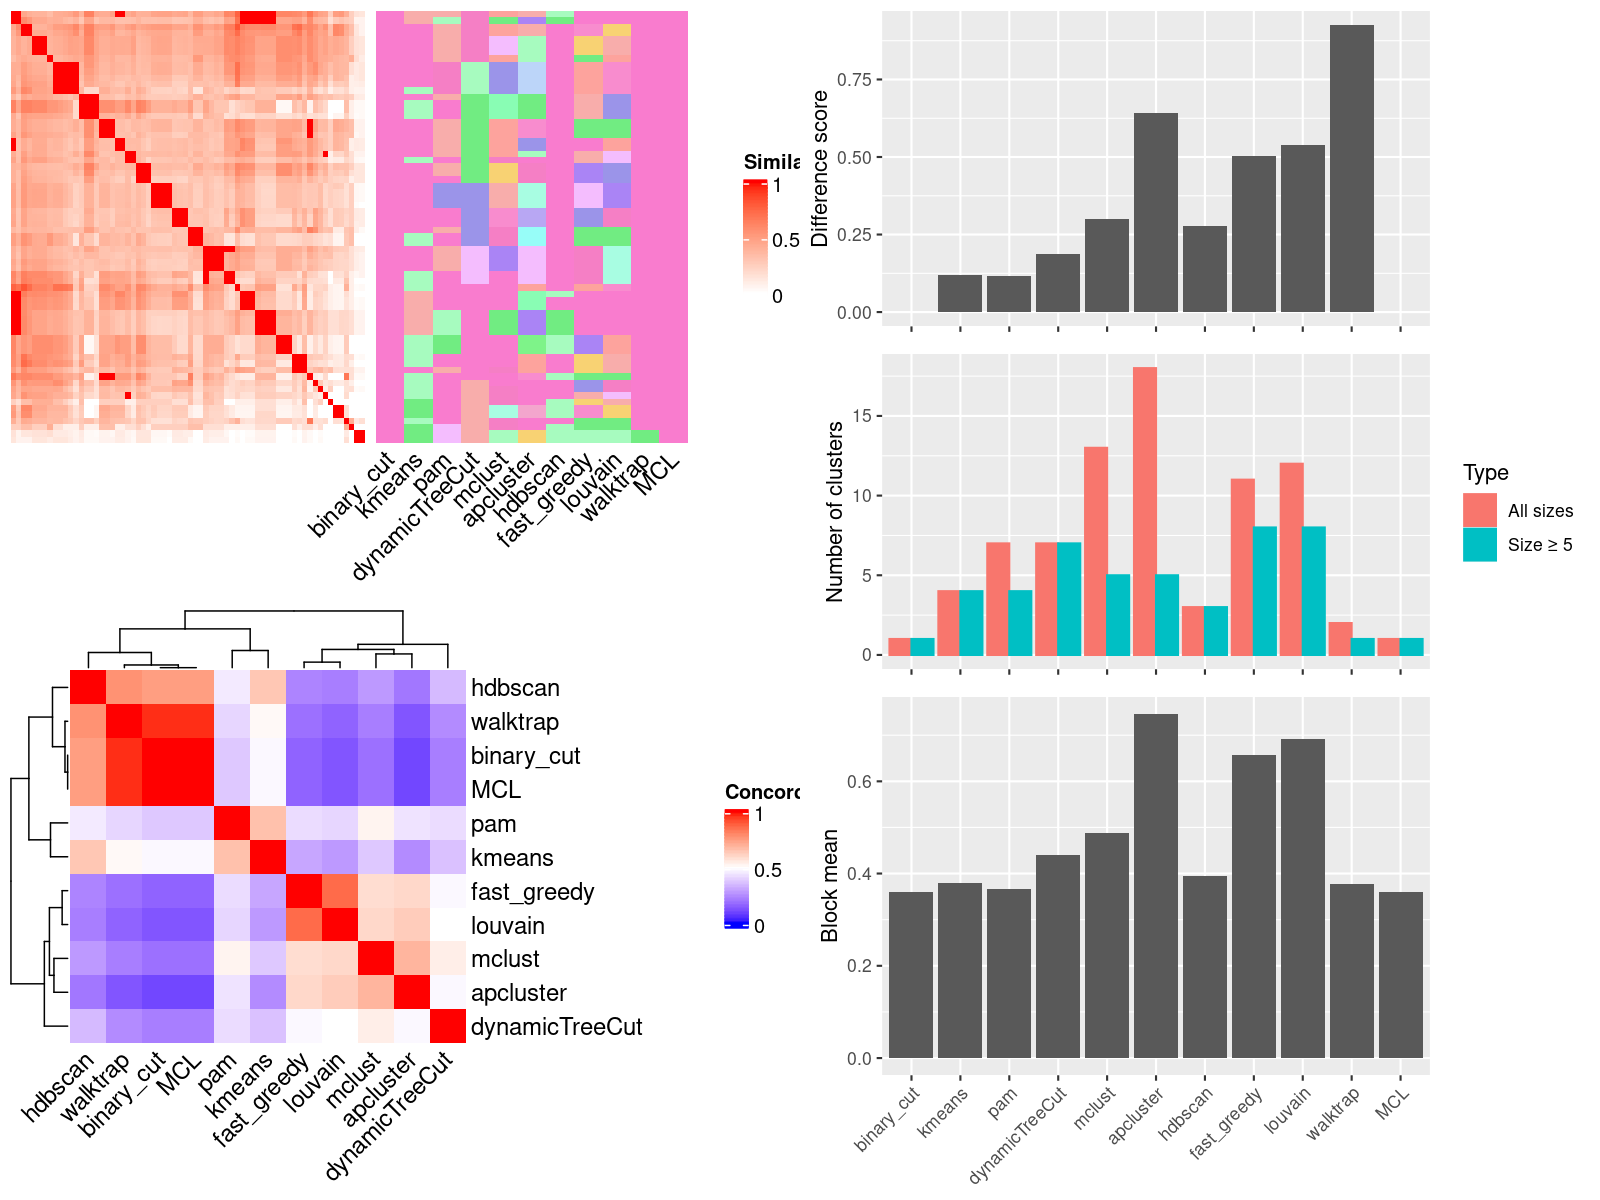 Simila
1
0.5
0
binary_cut
kmeans
pam
dynamicTreeCut
mclust
apcluster
hdbscan
fast_greedy
louvain
walktrap
MCL
hdbscan
walktrap
binary_cut
MCL
pam
kmeans
fast_greedy
louvain
mclust
apcluster
dynamicTreeCut
hdbscan
walktrap
binary_cut
MCL
pam
kmeans
fast_greedy
louvain
mclust
apcluster
dynamicTreeCut
Concord
1
0.5
0
Difference score
0.75
0.50
0.25
0.00
Number of clusters
15
10
5
0
Type
All sizes
Size ≥ 5
Block mean
0.6
0.4
0.2
0.0
binary_cut
kmeans
pam
dynamicTreeCut
mclust
apcluster
hdbscan
fast_greedy
louvain
walktrap
MCL